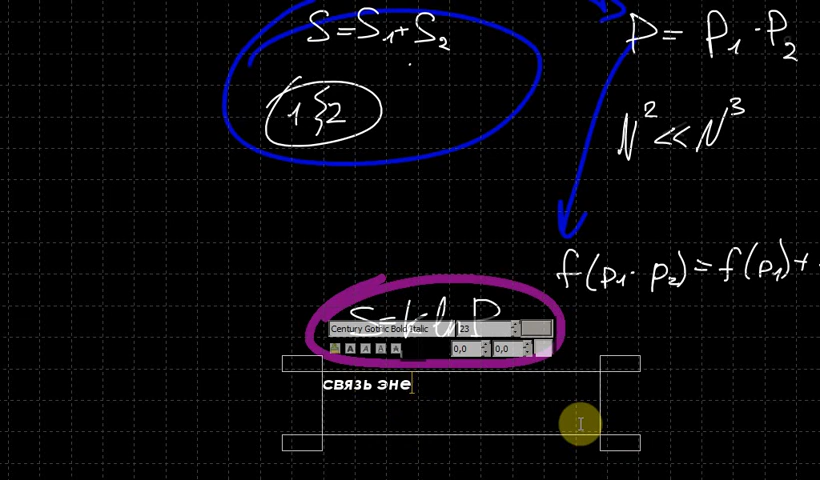 S=S₁+S₂
P= P₁·P₂
1}2
N²<<N³
f(p₁·p₂)=f(p₁)+
S=k ln P
Century Gothic Bold Italic 23
A A A A A 0,0 0,0
связь эне